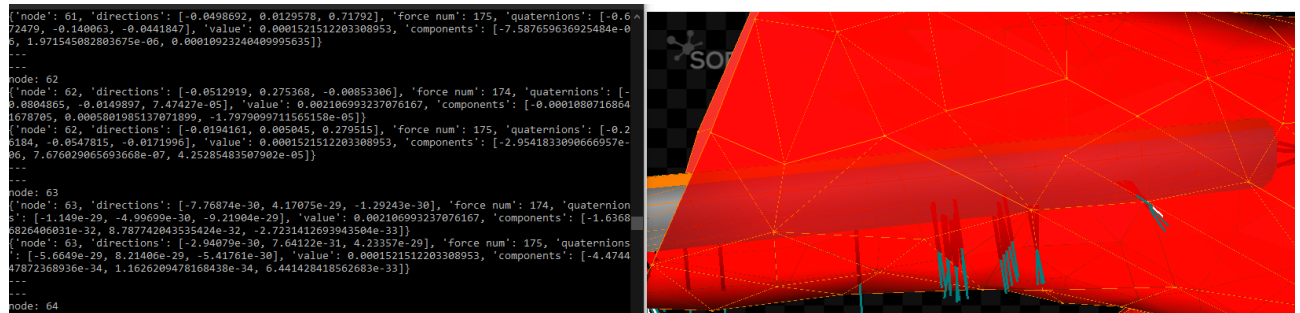 {'node': 61, 'directions': [-0.0498692, 0.0129578, 0.71792], 'force num': 175, 'quaternions': [-0.6
72479, -0.140063, -0.0441847], 'value': 0.0001521512203308953, 'components': [-7.587659636925484e-0
6, 1.971545082803675e-06, 0.00010923240409995635]}
---
---
node: 62
{'node': 62, 'directions': [-0.0512919, 0.275368, -0.00853306], 'force num': 174, 'quaternions': [-
0.0804865, -0.0149897, 7.47427e-05], 'value': 0.002106993237076167, 'components': [-0.0001080716864
1678705, 0.0005801985137071899, -1.7979099711565158e-05]}
{'node': 62, 'directions': [-0.0194161, 0.005045, 0.279515], 'force num': 175, 'quaternions': [-0.2
6184, -0.0547815, -0.0171996], 'value': 0.0001521512203308953, 'components': [-2.9541833090666957e-
06, 7.676029065693668e-07, 4.25285483507902e-05]}
---
---
node: 63
{'node': 63, 'directions': [-7.76874e-30, 4.17075e-29, -1.29243e-30], 'force num': 174, 'quaternion
s': [-1.149e-29, -4.99699e-30, -9.21904e-29], 'value': 0.002106993237076167, 'components': [-1.6368
6826406031e-32, 8.787742043535424e-32, -2.723141269394350​4e-33]}
{'node': 63, 'directions': [-2.94079e-30, 7.64122e-31, 4.23357e-29], 'force num': 175, 'quaternions
': [-5.6649e-29, 8.21406e-29, -5.41761e-30], 'value': 0.0001521512203308953, 'components': [-4.4744
47872368936e-34, 1.1626209478168438e-34, 6.441428418562683e-33]}
---
---
node: 64
SOF